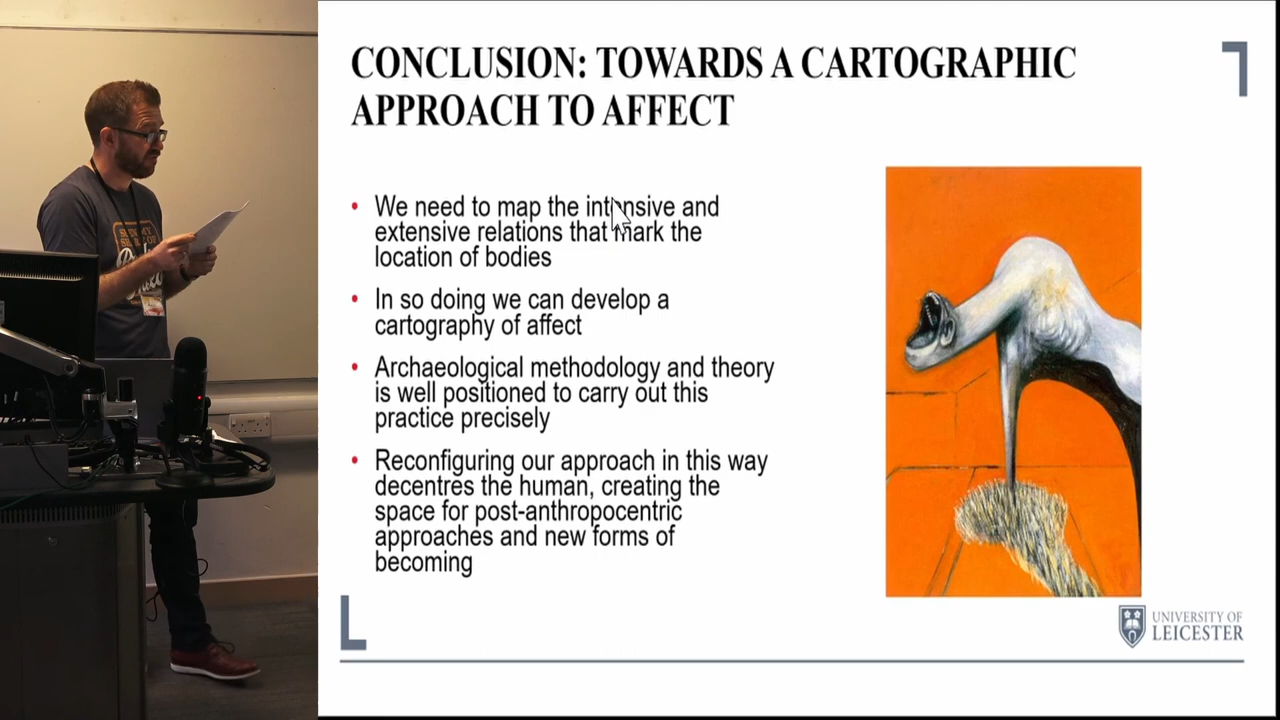 CONCLUSION: TOWARDS A CARTOGRAPHIC
APPROACH TO AFFECT
• We need to map the intensive and
extensive relations that mark the
location of bodies
• In so doing we can develop a
cartography of affect
• Archaeological methodology and theory
is well positioned to carry out this
practice precisely
• Reconfiguring our approach in this way
decentres the human, creating the
space for post-anthropocentric
approaches and new forms of
becoming
UNIVERSITY OF
LEICESTER